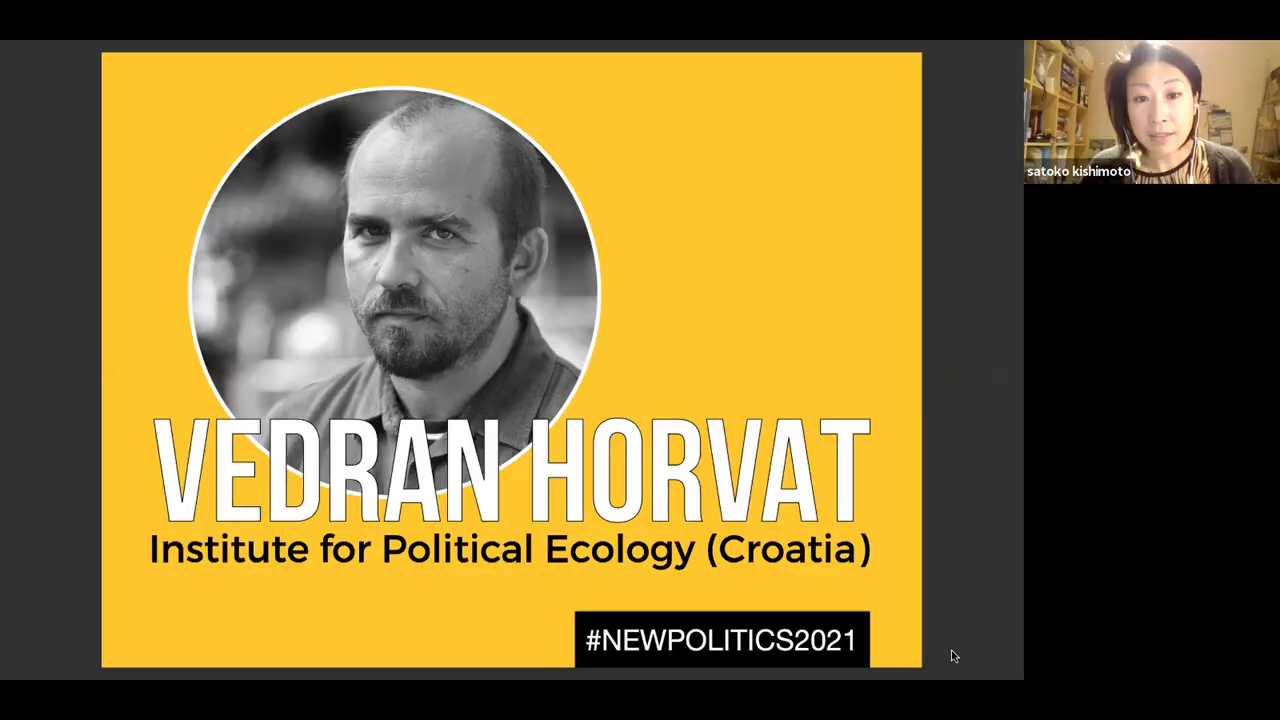 satoko kishimoto
VEDRAN HORVAT
Institute for Political Ecology (Croatia)
#NEWPOLITICS2021